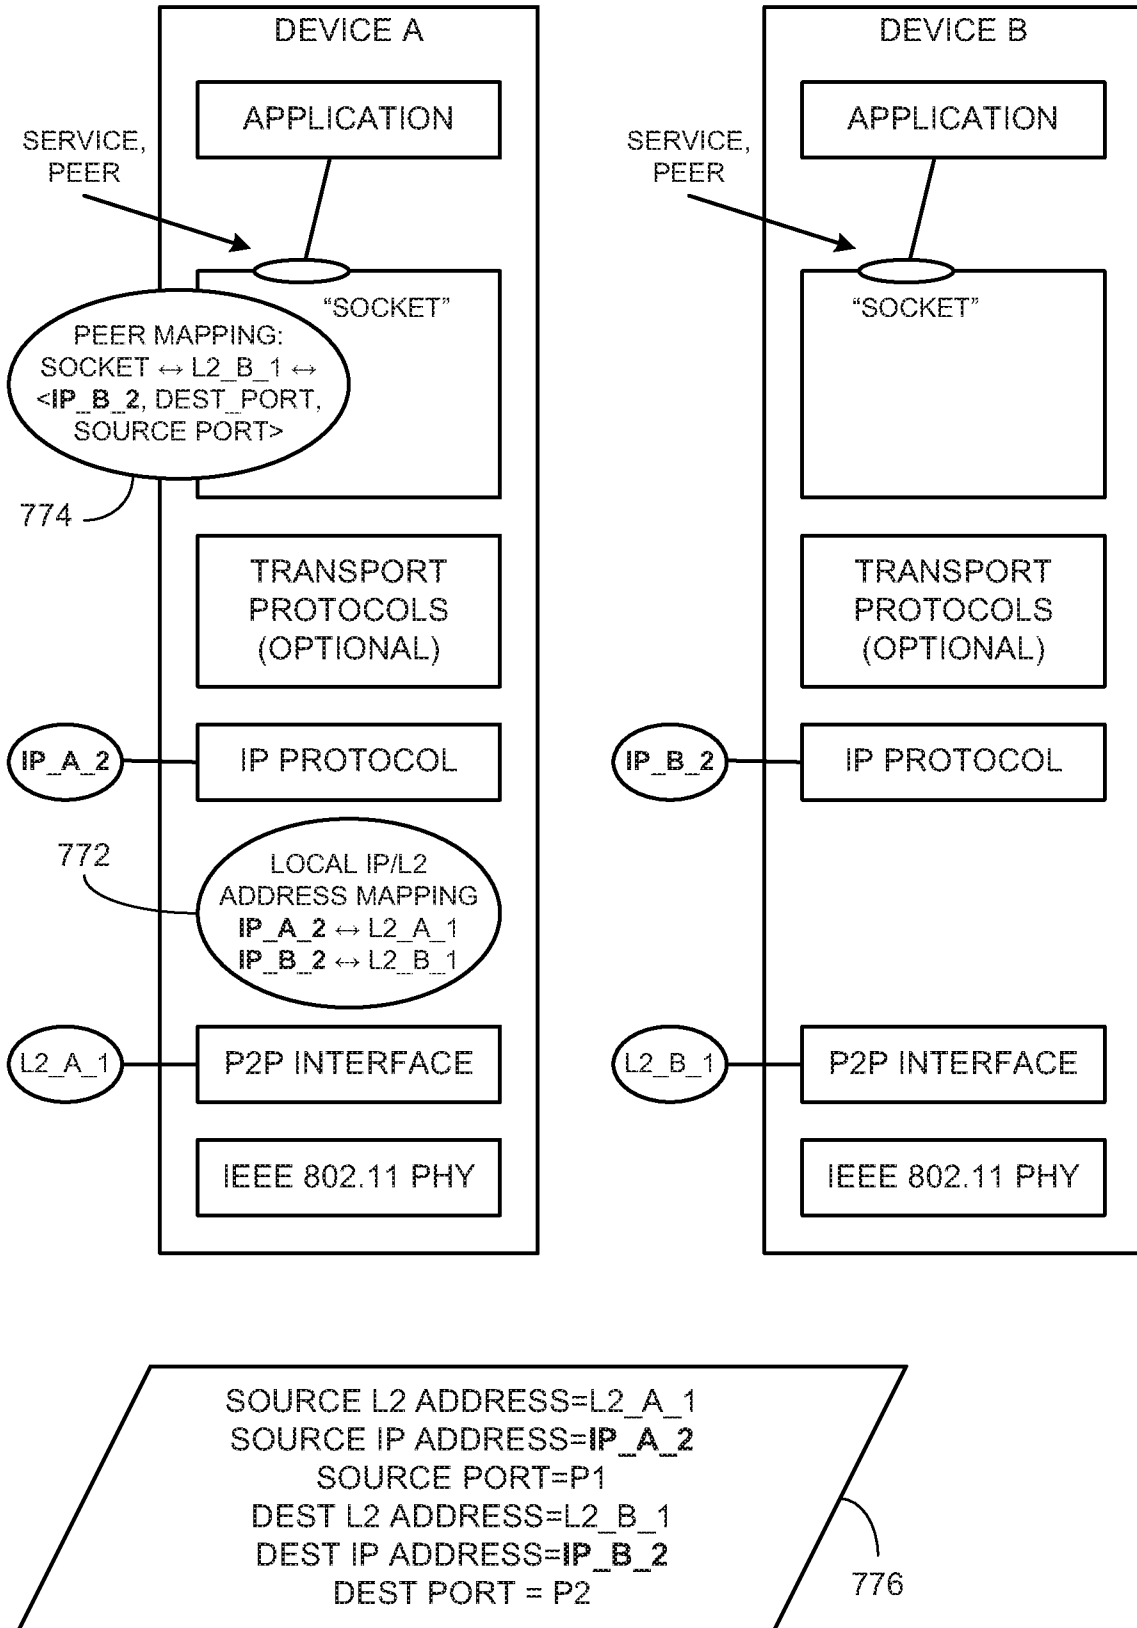 DEVICE A
APPLICATION
SERVICE,
PEER
"SOCKET"
PEER MAPPING:
SOCKET ↔ L2_B_1 ↔
<IP_B_2, DEST_PORT,
SOURCE PORT>
774
TRANSPORT
PROTOCOLS
(OPTIONAL)
IP_A_2
IP PROTOCOL
772
LOCAL IP/L2
ADDRESS MAPPING
IP_A_2 ↔ L2_A_1
IP_B_2 ↔ L2_B_1
L2_A_1
P2P INTERFACE
IEEE 802.11 PHY
DEVICE B
APPLICATION
SERVICE,
PEER
"SOCKET"
TRANSPORT
PROTOCOLS
(OPTIONAL)
IP_B_2
IP PROTOCOL
L2_B_1
P2P INTERFACE
IEEE 802.11 PHY
SOURCE L2 ADDRESS=L2_A_1
SOURCE IP ADDRESS=IP_A_2
SOURCE PORT=P1
DEST L2 ADDRESS=L2_B_1
DEST IP ADDRESS=IP_B_2
DEST PORT = P2
776